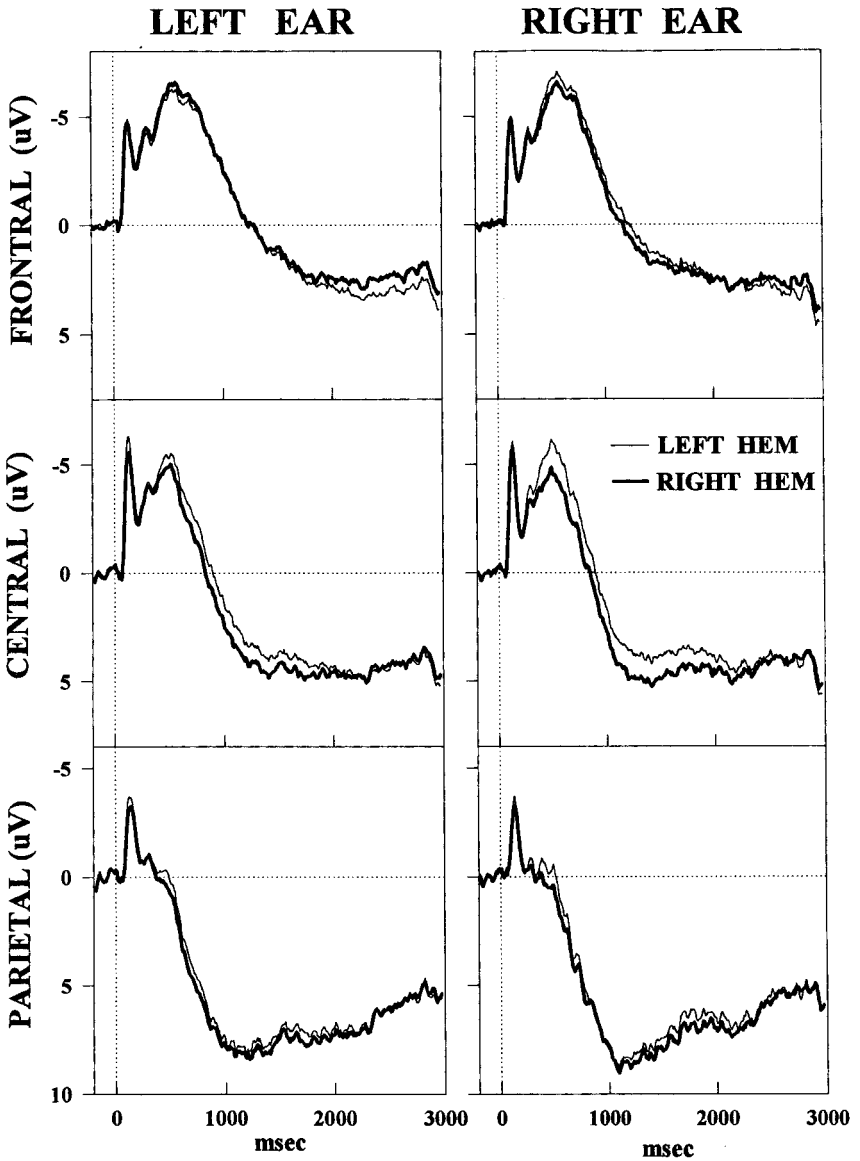 LEFT EAR
RIGHT EAR
FRONTRAL (uV)
-5
0
5
CENTRAL (uV)
-5
0
5
LEFT HEM
RIGHT HEM
PARIETAL (uV)
-5
0
5
10
0 1000 2000 3000
msec
0 1000 2000 3000
msec